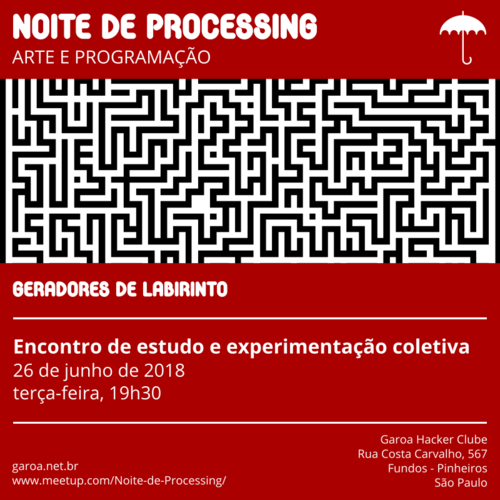 NOITE DE PROCESSING
ARTE E PROGRAMAÇÃO
GERADORES DE LABIRINTO
Encontro de estudo e experimentação coletiva
26 de junho de 2018
terça-feira, 19h30
garoa.net.br
www.meetup.com/Noite-de-Processing/
Garoa Hacker Clube
Rua Costa Carvalho, 567
Fundos - Pinheiros
São Paulo